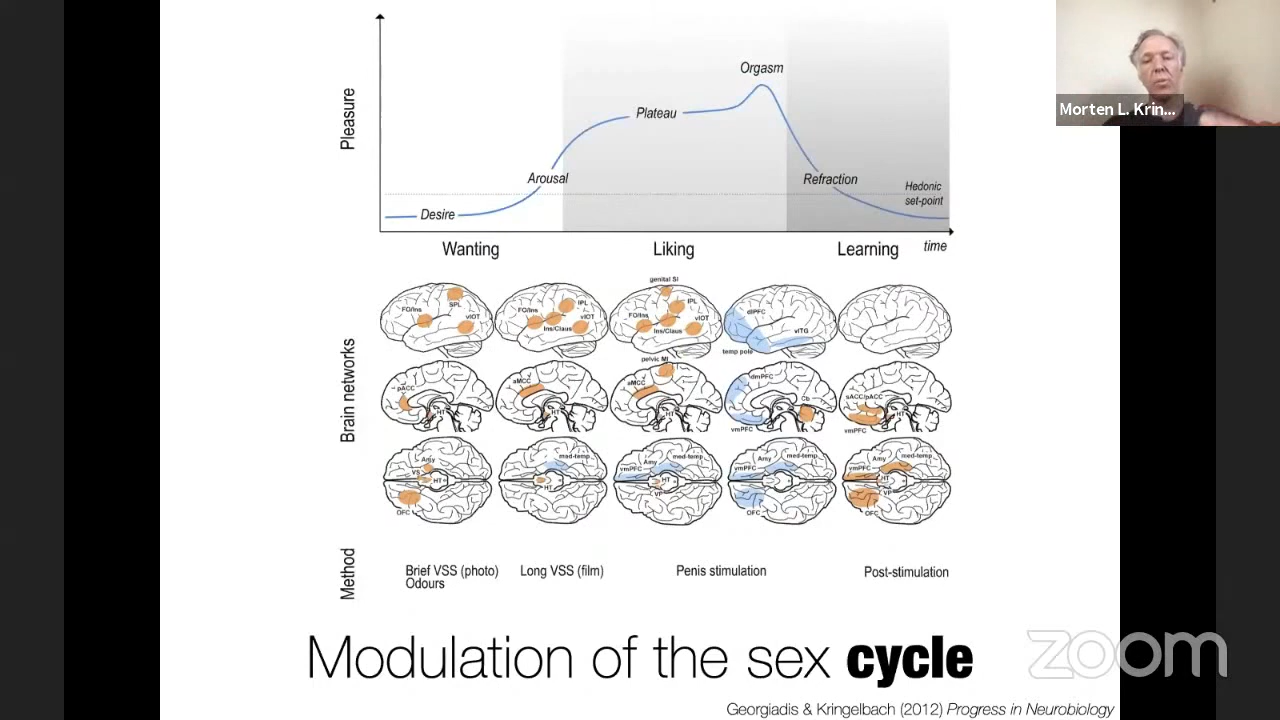 Morten L. Krin...
Pleasure
Orgasm
Plateau
Arousal
Refraction
Hedonic
set-point
Desire
Wanting
Liking
Learning
time
Brain networks
genital SI
FO/Ins
SPL
vlOT
FO/Ins
IPL
vlOT
Ins/Claus
FO/Ins
IPL
vlOT
Ins/Claus
dlPFC
vlTG
temp pole
pACC
HT
aMCC
HT
pelvic MI
aMCC
HT
dmPFC
Cb
vmPFC
sACC/pACC
HT
vmPFC
Amy
VS
HT
OFC
med-temp
HT
vmPFC
Amy
med-temp
HT
VP
vmPFC
Amy
med-temp
OFC
vmPFC
Amy
med-temp
HT
VP
OFC
Method
Brief VSS (photo)
Odours
Long VSS (film)
Penis stimulation
Post-stimulation
Modulation of the sex cycle
zoom
Georgiadis & Kringelbach (2012) Progress in Neurobiology